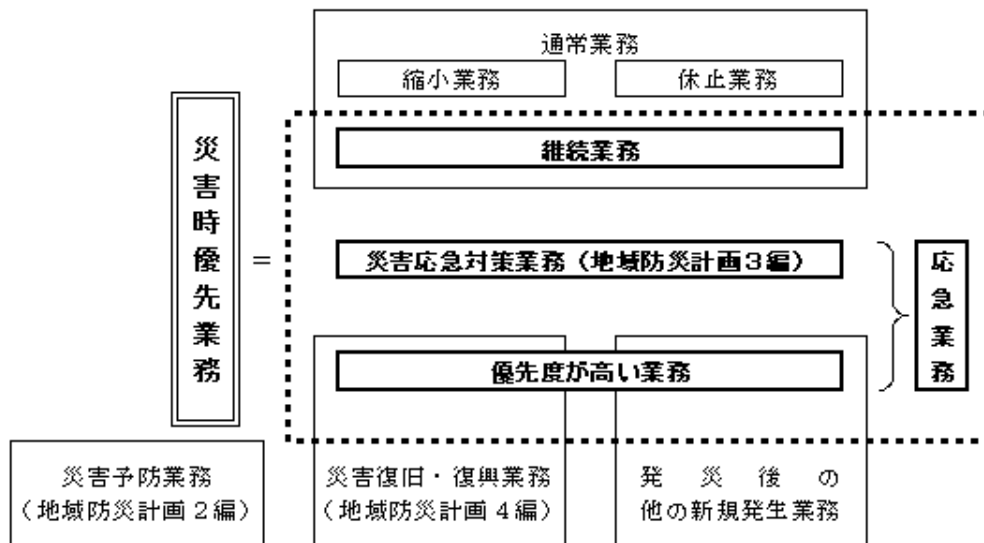 通常業務
縮小業務
休止業務
継続業務
災害時優先業務
＝
災害応急対策業務（地域防災計画３編）
応急業務
優先度が高い業務
災害予防業務
（地域防災計画２編）
災害復旧・復興業務
（地域防災計画４編）
発災後の
他の新規発生業務